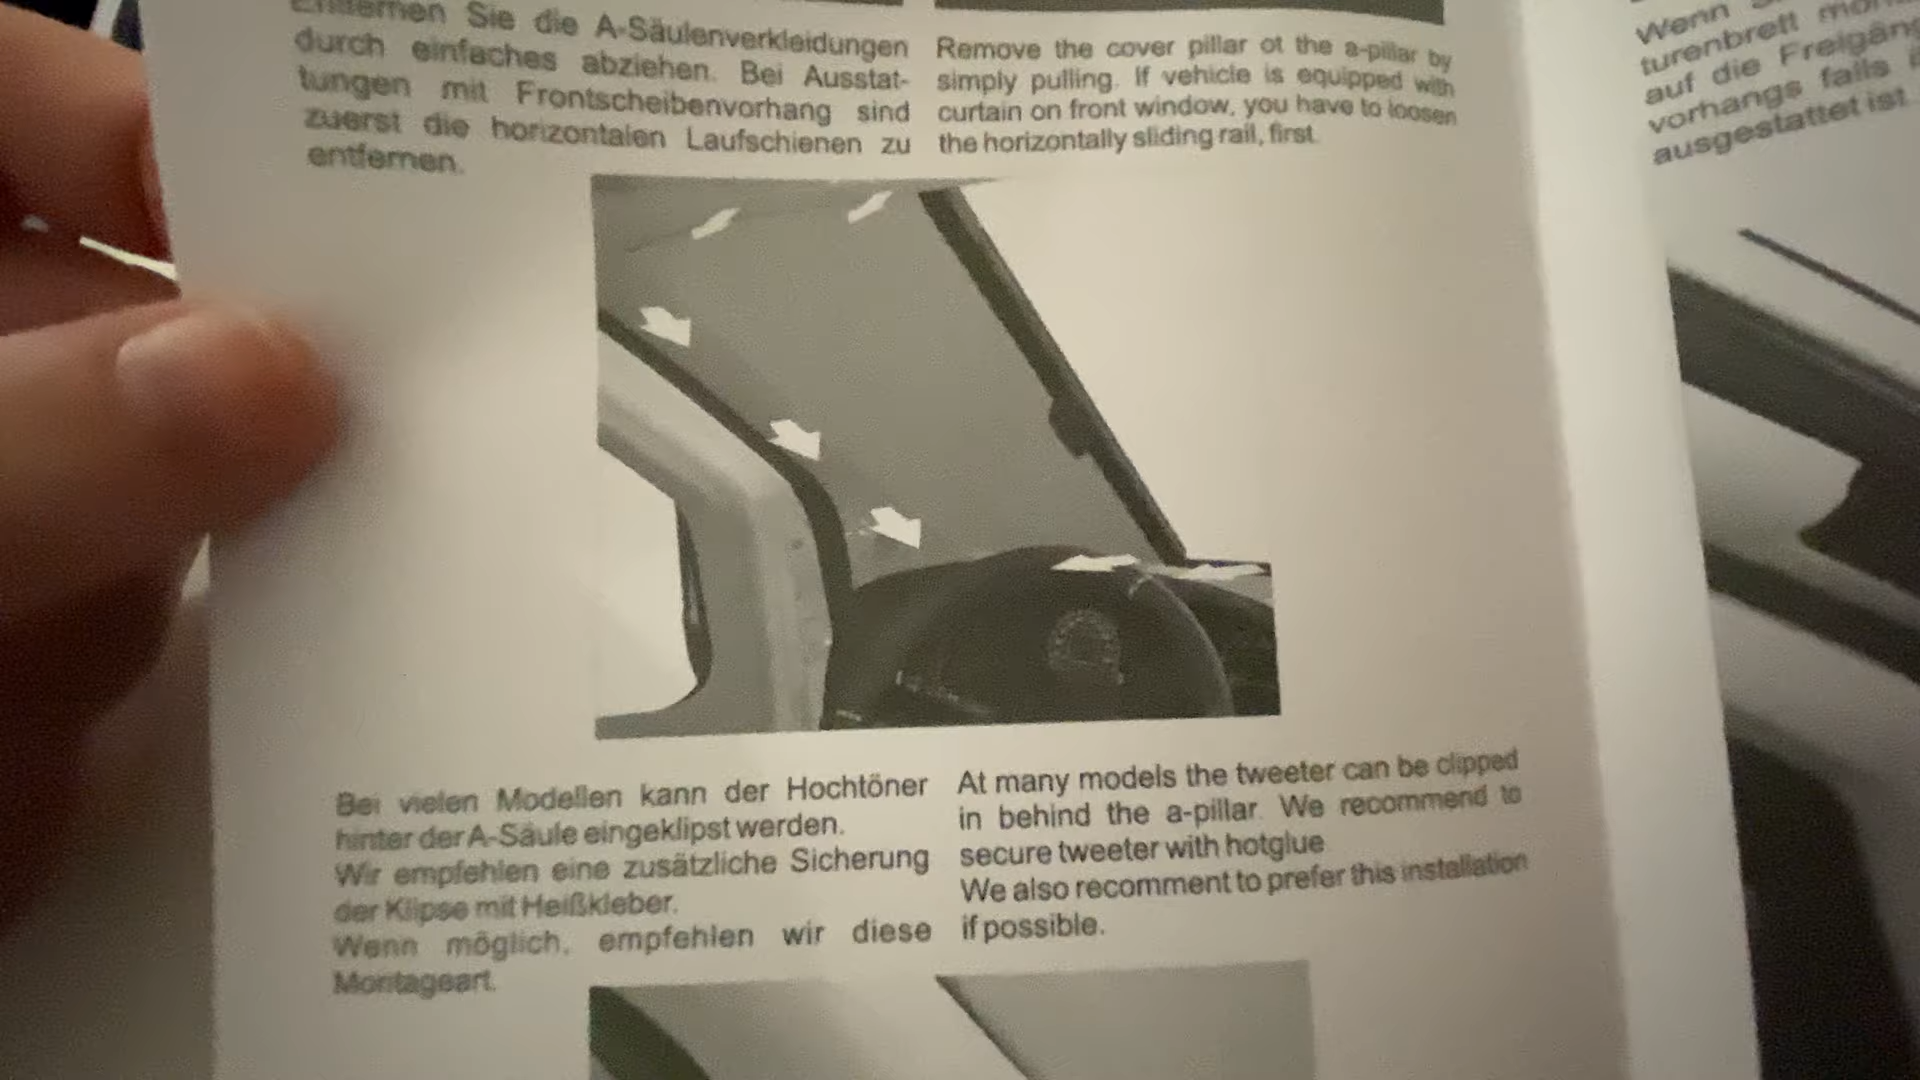 Entfernen Sie die A-Säulenverkleidungen
durch einfaches abziehen. Bei Ausstat-
tungen mit Frontscheibenvorhang sind
zuerst die horizontalen Laufschienen zu
entfernen.
Remove the cover pillar ot the a-pillar by
simply pulling. If vehicle is equipped with
curtain on front window, you have to loosen
the horizontally sliding rail, first.
Bei vielen Modellen kann der Hochtöner
hinter der A-Säule eingeklipst werden.
Wir empfehlen eine zusätzliche Sicherung
der Klipse mit Heißkleber.
Wenn möglich, empfehlen wir diese
Montageart.
At many models the tweeter can be clipped
in behind the a-pillar. We recommend to
secure tweeter with hotglue
We also recomment to prefer this installation
if possible.
Wenn
turenbrett
auf die
vorhangs falls
ausgestattet ist.